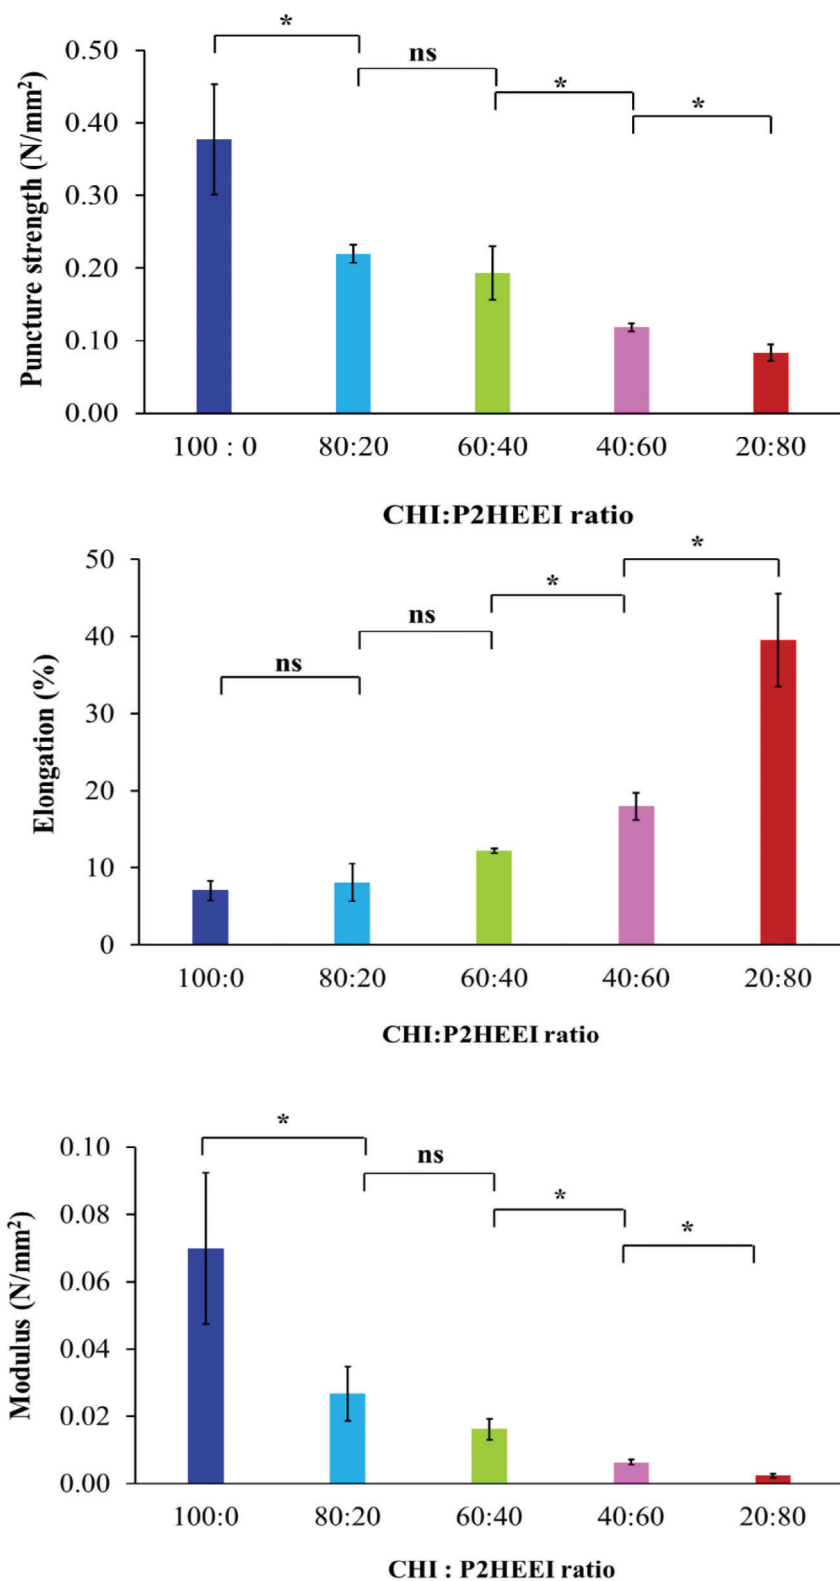 *
ns
*
*
0.50
0.40
0.30
0.20
0.10
0.00
Puncture strength (N/mm²)
100 : 0 80:20 60:40 40:60 20:80
CHI:P2HEEI ratio
*
*
ns
ns
50
40
30
20
10
0
Elongation (%)
100:0 80:20 60:40 40:60 20:80
CHI:P2HEEI ratio
*
ns
*
*
0.10
0.08
0.06
0.04
0.02
0.00
Modulus (N/mm²)
100:0 80:20 60:40 40:60 20:80
CHI : P2HEEI ratio